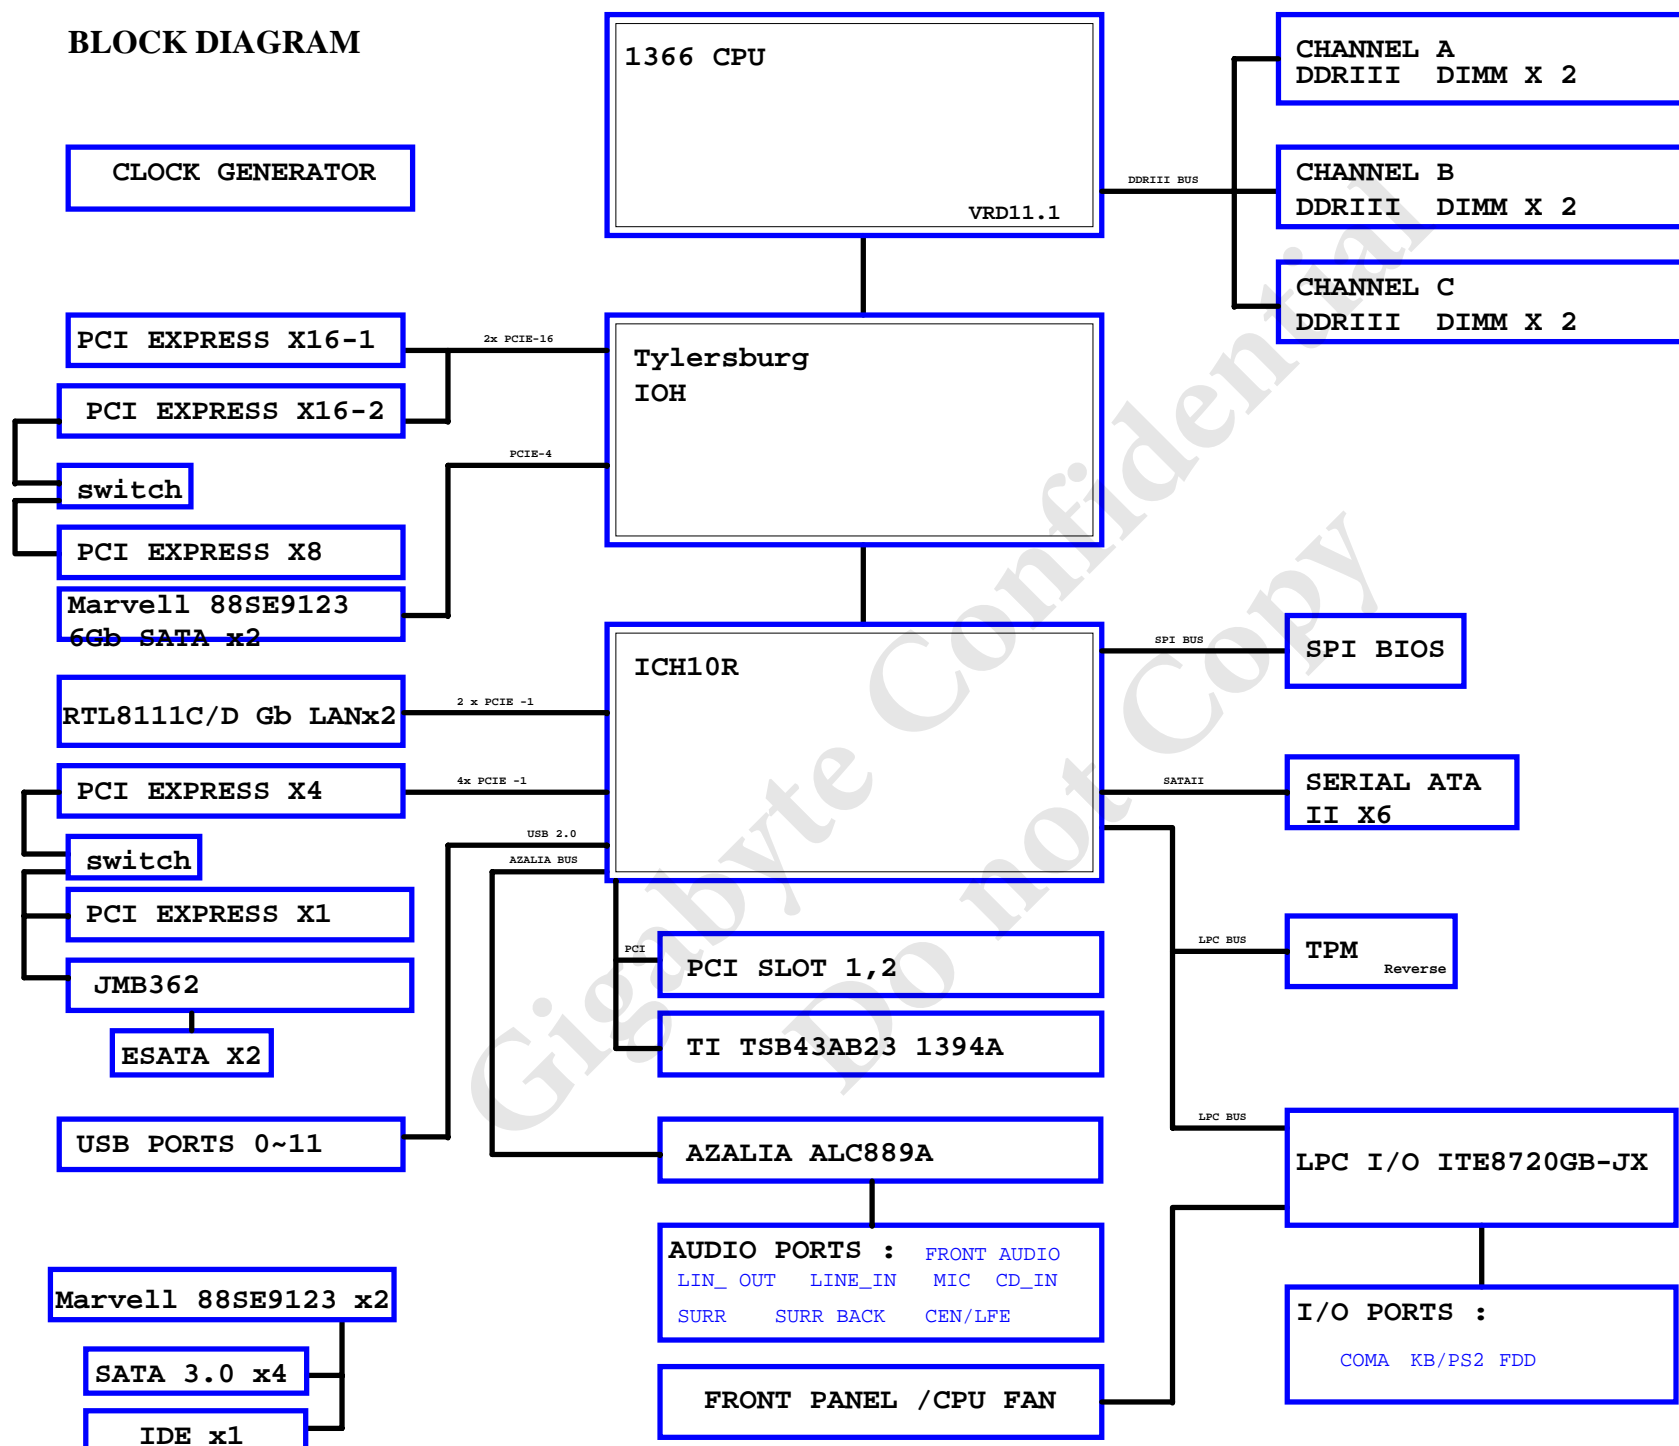 BLOCK DIAGRAM
1366 CPU
VRD11.1
CHANNEL A
DDRIII DIMM X 2
CLOCK GENERATOR
DDRIII BUS
CHANNEL B
DDRIII DIMM X 2
CHANNEL C
DDRIII DIMM X 2
PCI EXPRESS X16-1
2x PCIE-16
Tylersburg
IOH
PCI EXPRESS X16-2
PCIE-4
switch
PCI EXPRESS X8
Marvell 88SE9123
6Gb SATA x2
ICH10R
SPI BUS
SPI BIOS
RTL8111C/D Gb LANx2
2 x PCIE -1
PCI EXPRESS X4
4x PCIE -1
SATAII
SERIAL ATA
II X6
USB 2.0
AZALIA BUS
switch
PCI EXPRESS X1
PCI
PCI SLOT 1,2
LPC BUS
TPM
Reverse
JMB362
ESATA X2
TI TSB43AB23 1394A
USB PORTS 0~11
AZALIA ALC889A
LPC BUS
LPC I/O ITE8720GB-JX
AUDIO PORTS :
FRONT AUDIO
LIN_ OUT LINE_IN MIC CD_IN
SURR SURR BACK CEN/LFE
Marvell 88SE9123 x2
I/O PORTS :
COMA KB/PS2 FDD
SATA 3.0 x4
FRONT PANEL /CPU FAN
IDE x1
Gigabyte Confidential
Do not Copy